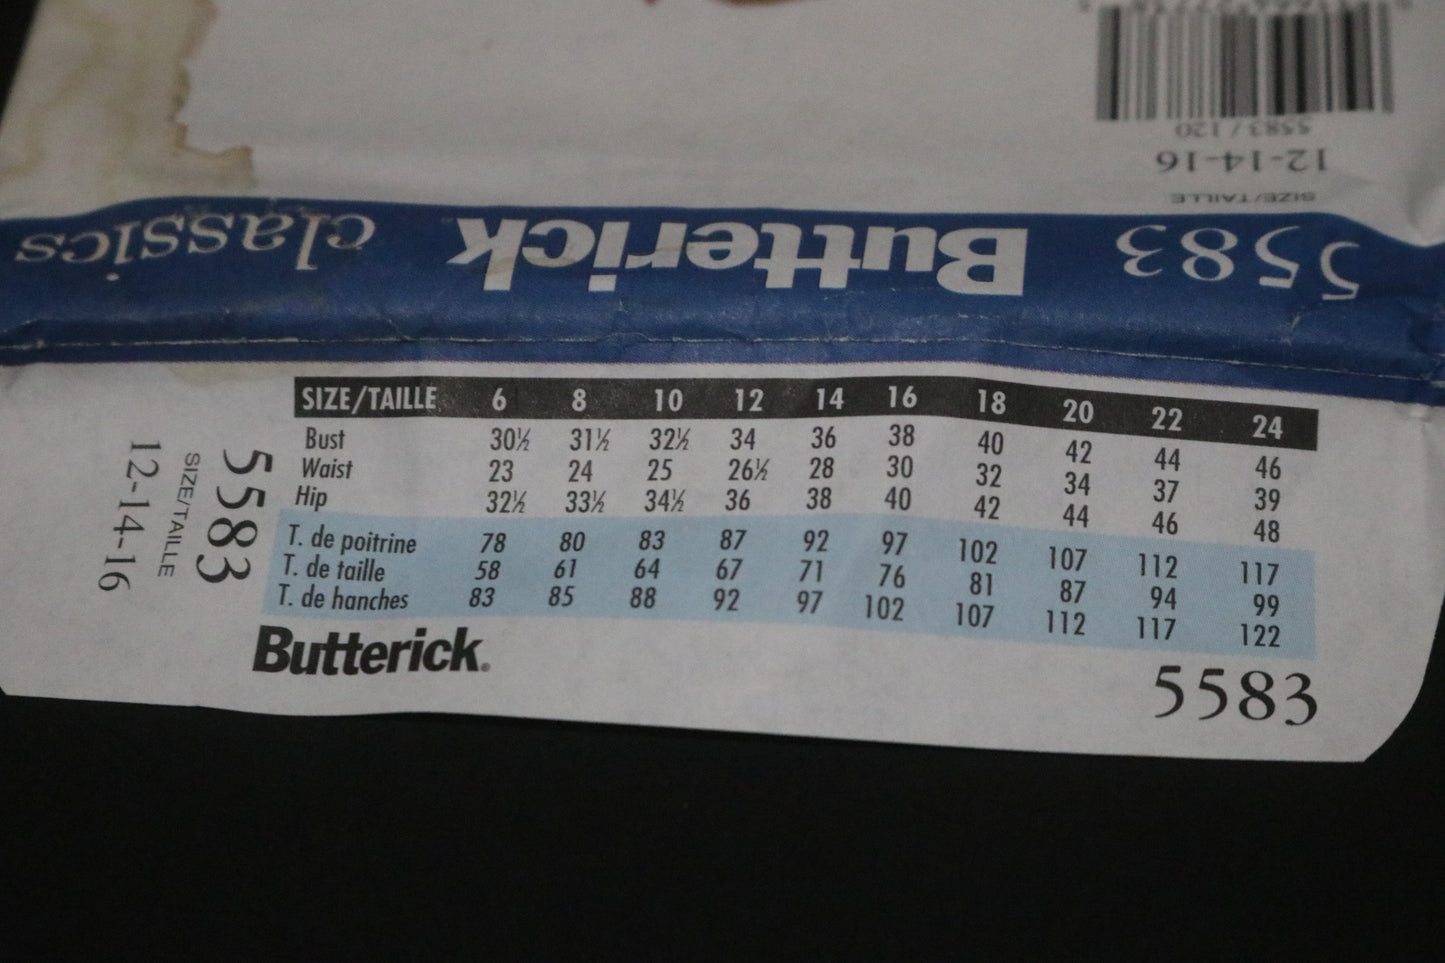 5583 / 120
12-14-16
SIZE/TAILLE
5583 Butterick classics
SIZE/TAILLE 6 8 10 12 14 16 18 20 22 24
Bust 30½ 31½ 32½ 34 36 38 40 42 44 46
Waist 23 24 25 26½ 28 30 32 34 37 39
Hip 32½ 33½ 34½ 36 38 40 42 44 46 48
T. de poitrine 78 80 83 87 92 97 102 107 112 117
T. de taille 58 61 64 67 71 76 81 87 94 99
T. de hanches 83 85 88 92 97 102 107 112 117 122
5583
SIZE/TAILLE
12-14-16
Butterick®
5583